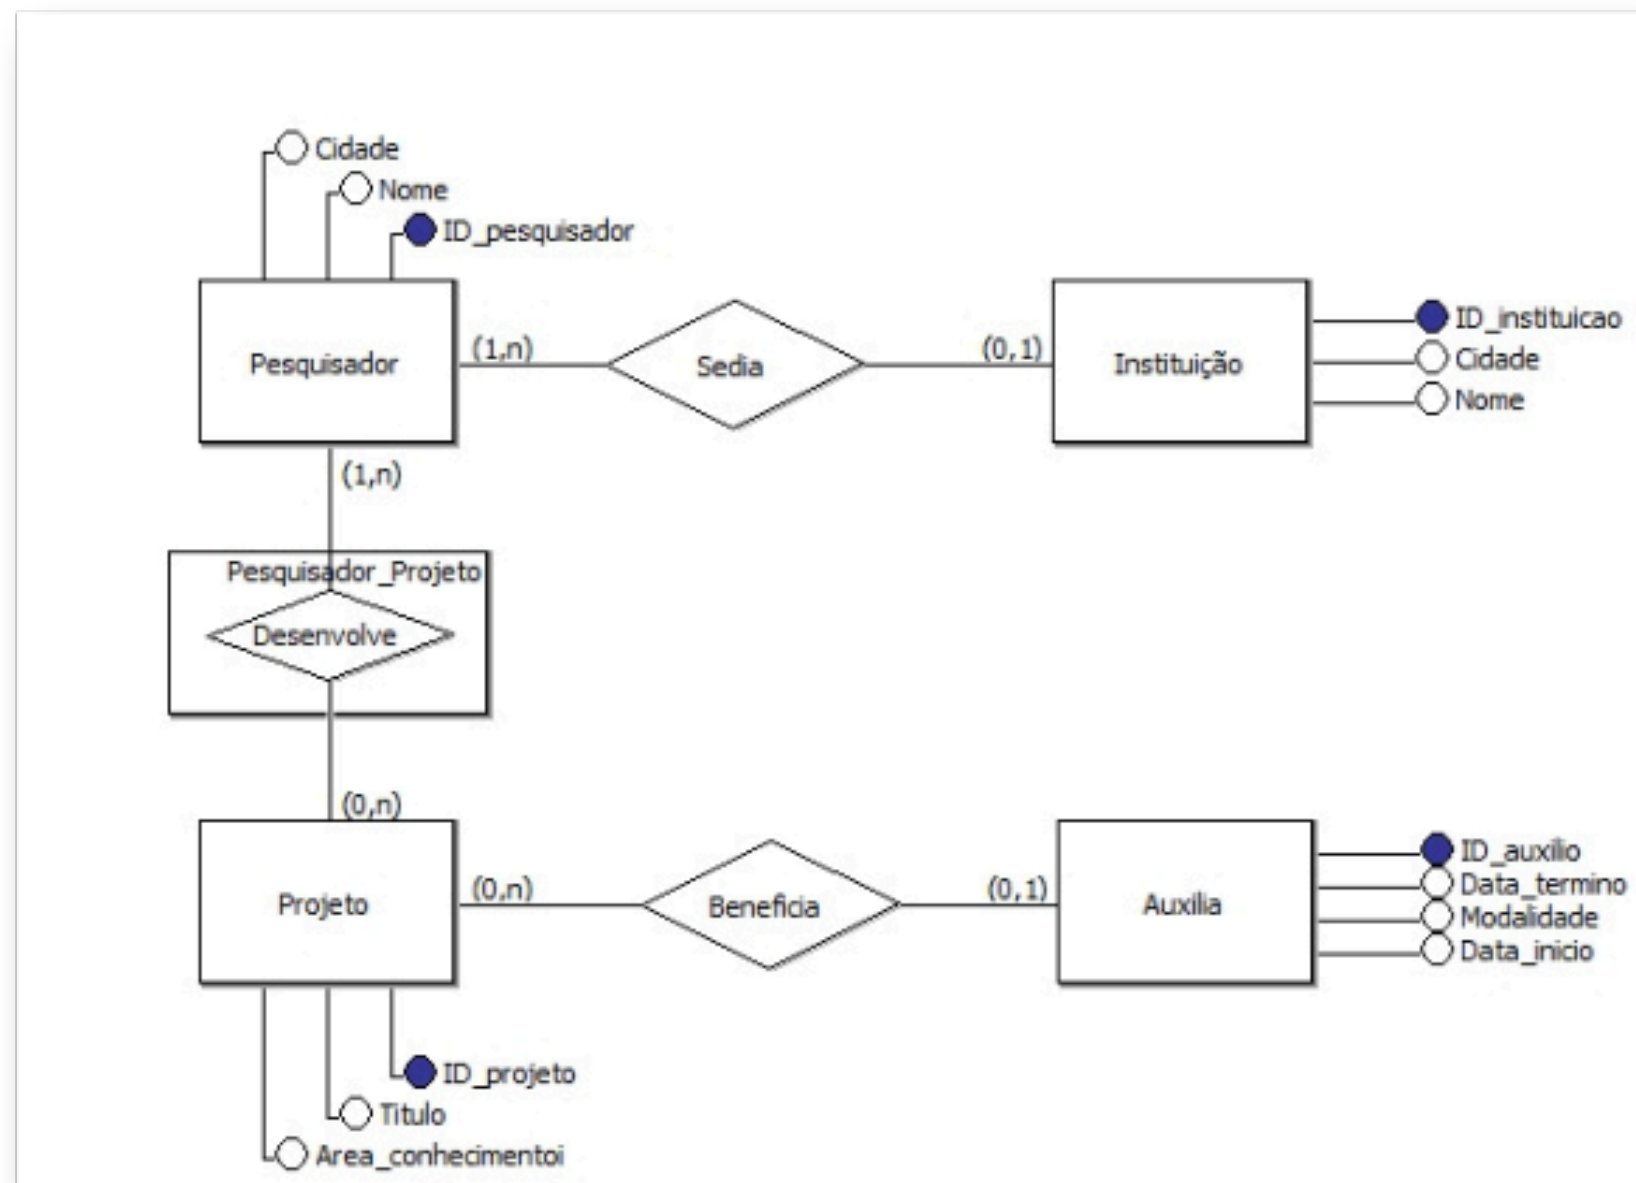 Cidade
Nome
ID_pesquisador
Pesquisador
(1,n)
Sedia
(0,1)
Instituição
ID_instituicao
Cidade
Nome
(1,n)
Pesquisador_Projeto
Desenvolve
(0,n)
Projeto
(0,n)
Beneficia
(0,1)
Auxilia
ID_auxilio
Data_termino
Modalidade
Data_inicio
ID_projeto
Titulo
Area_conhecimentoi